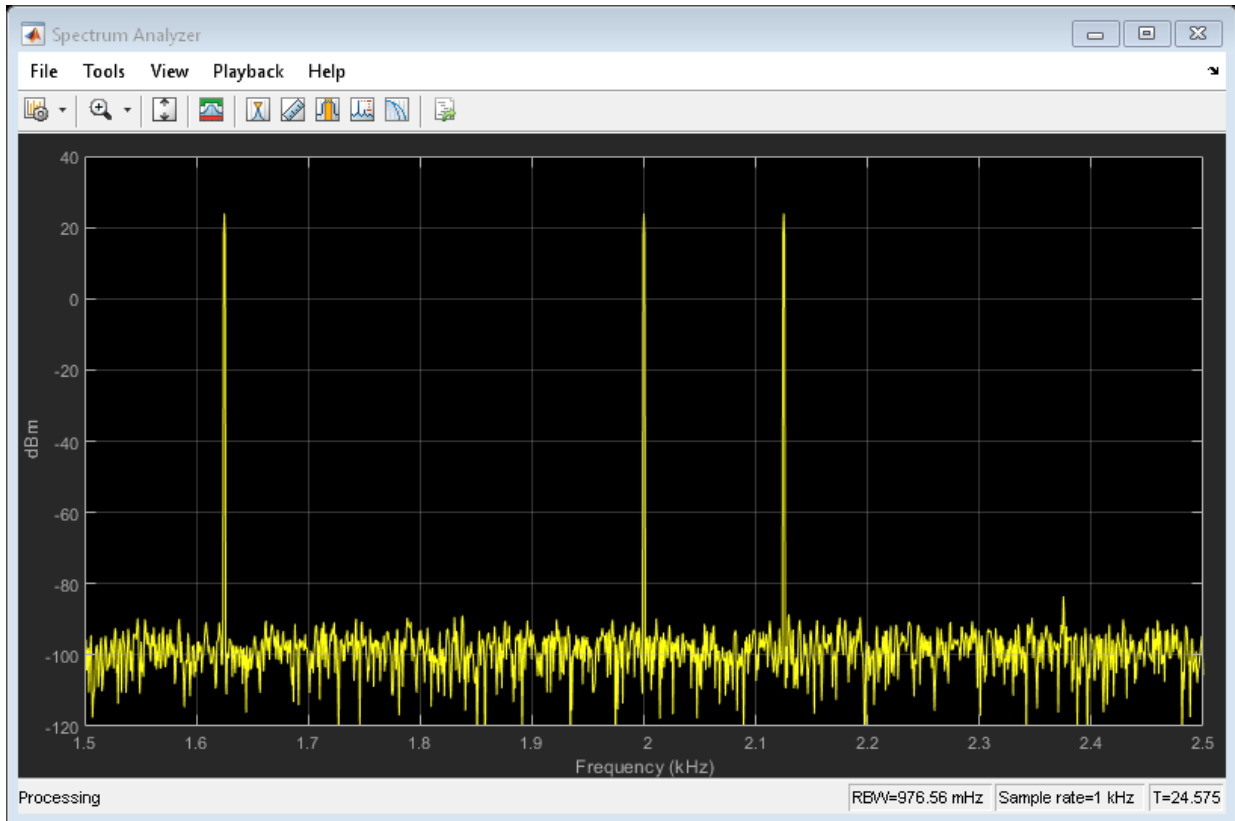 Spectrum Analyzer
File Tools View Playback Help
40
20
0
-20
-40
-60
-80
-100
-120
dBm
1.5 1.6 1.7 1.8 1.9 2 2.1 2.2 2.3 2.4 2.5
Frequency (kHz)
Processing RBW=976.56 mHz Sample rate=1 kHz T=24.575